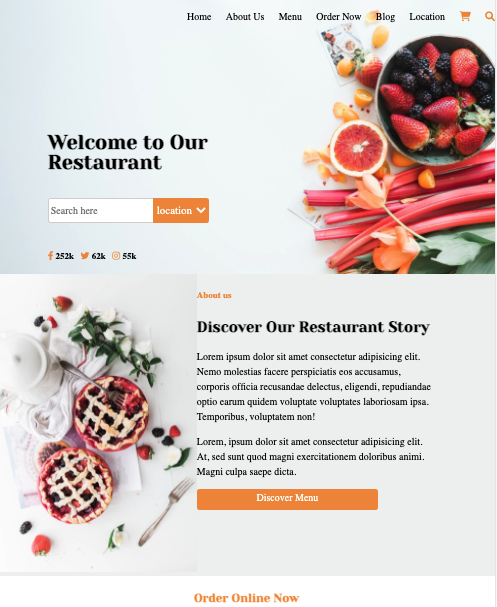 Home About Us Menu Order Now Blog Location
Welcome to Our
Restaurant
Search here location
252k 62k 55k
About us
Discover Our Restaurant Story
Lorem ipsum dolor sit amet consectetur adipisicing elit.
Nemo molestias facere perspiciatis eos accusamus,
corporis officia recusandae delectus, eligendi, repudiandae
optio earum quidem voluptate voluptates laboriosam ipsa.
Temporibus, voluptatem non!
Lorem, ipsum dolor sit amet consectetur adipisicing elit.
At, sed sunt quod magni exercitationem doloribus animi.
Magni culpa saepe dicta.
Discover Menu
Order Online Now